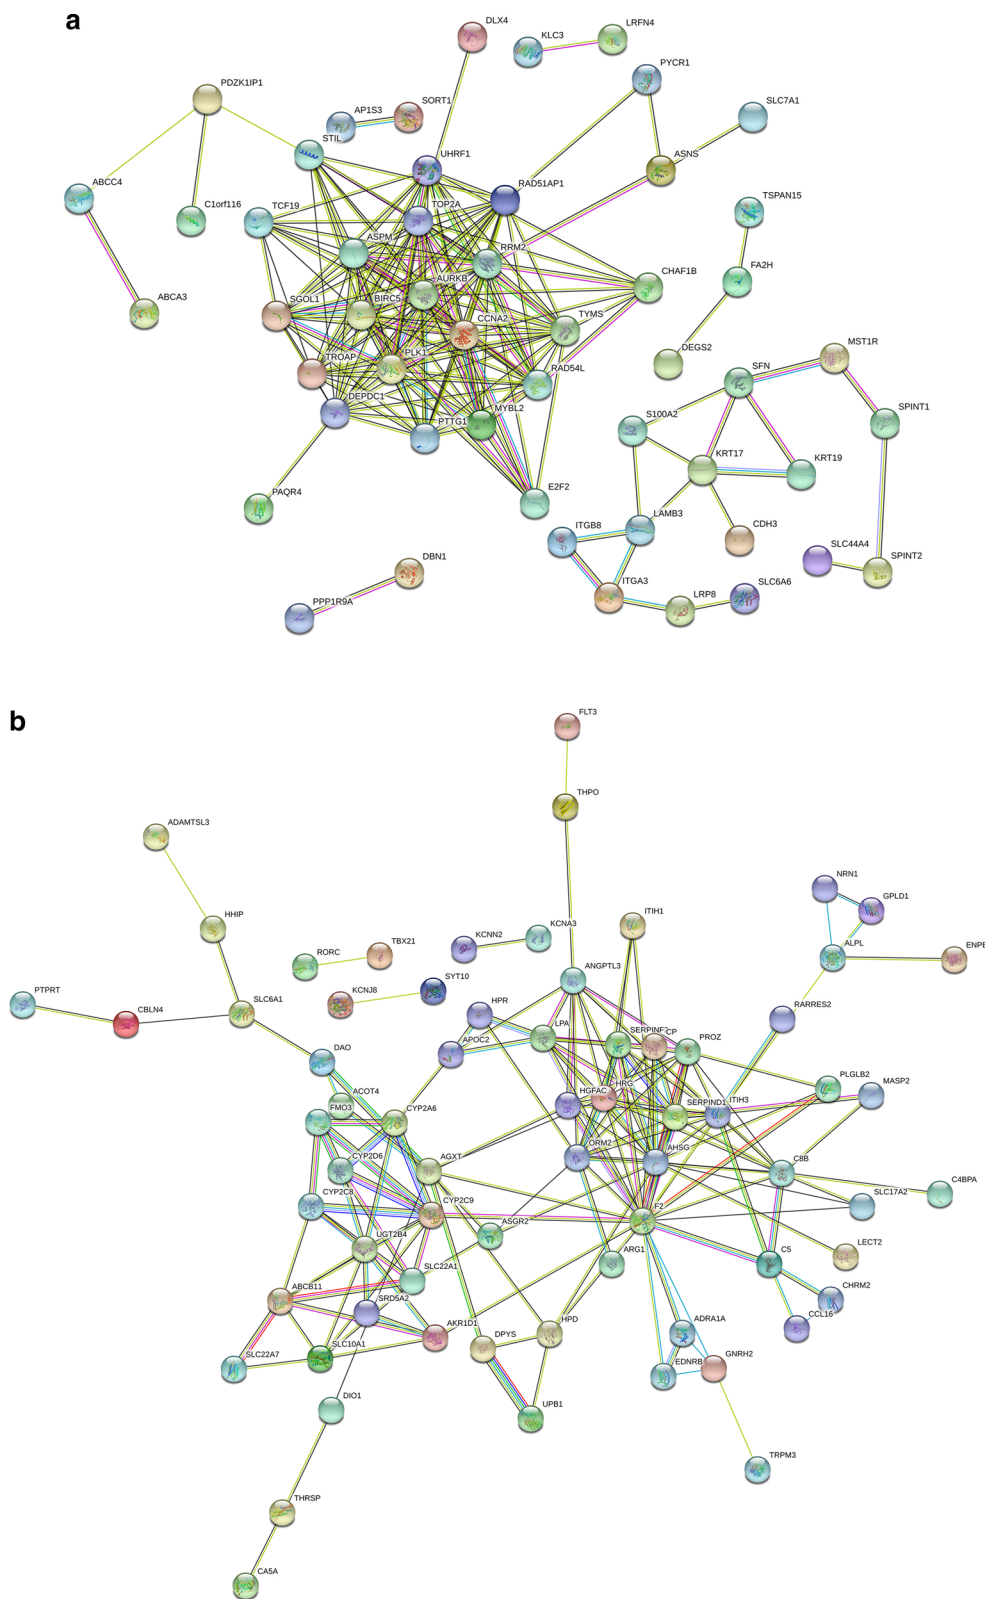 a
DLX4
KLC3
LRFN4
PYCR1
PDZK1IP1
SLC7A1
AP1S3
SORT1
STIL
UHRF1
ASNS
ABCC4
RAD51AP1
C1orf116
TCF19
TOP2A
TSPAN15
ASPM
RRM2
FA2H
CHAF1B
ABCA3
SGOL1
BIRC5
AURKB
CCNA2
TYMS
DEGS2
MST1R
TROAP
PLK1
RAD54L
SFN
DEPDC1
PTTG1
MYBL2
S100A2
SPINT1
KRT17
KRT19
PAQR4
E2F2
ITGB8
LAMB3
CDH3
SLC44A4
SPINT2
DBN1
PPP1R9A
ITGA3
LRP8
SLC6A6
b
FLT3
THPO
ADAMTSL3
NRN1
GPLD1
HHIP
KCNN2
KCNA3
ITIH1
RORC
TBX21
ALPL
KCNJ8
SYT10
ANGPTL3
PTPRT
CBLN4
SLC6A1
HPR
RARRES2
LPA
CP
PROZ
APOC2
DAO
ACOT4
PLGLB2
MASP2
FMO3
CYP2A6
HGFAC
HRG
SERPIND1
ITIH3
CYP2D6
AGXT
ORM2
AHSG
C8B
C4BPA
CYP2C8
CYP2C9
SLC17A2
F2
ASGR2
UGT2B4
ARG1
C5
LECT2
SLC22A1
ABCB11
SRD5A2
CHRM2
CCL16
AKR1D1
DPYS
HPD
ADRA1A
SLC22A7
SLC10A1
EDNRB
GNRH2
DIO1
UPB1
TRPM3
THRSP
CA5A